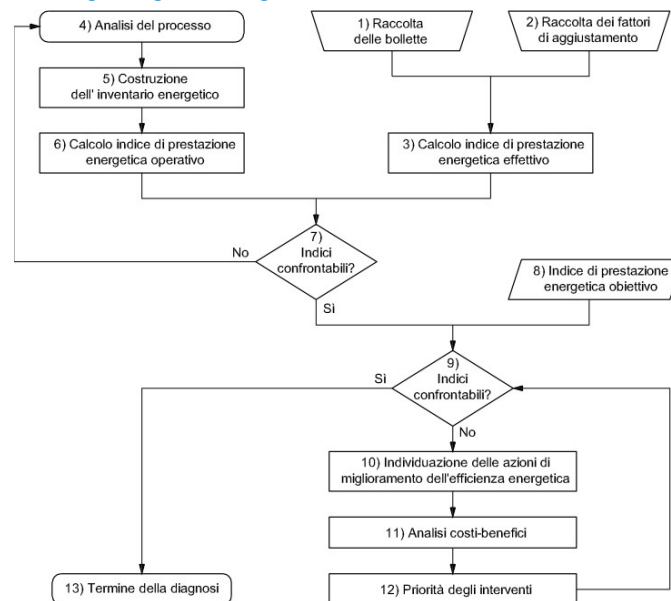 4) Analisi del processo
1) Raccolta
delle bollette
2) Raccolta dei fattori
di aggiustamento
5) Costruzione
dell' inventario energetico
6) Calcolo indice di prestazione
energetica operativo
3) Calcolo indice di prestazione
energetica effettivo
7)
Indici
confrontabili?
No
Sì
8) Indice di prestazione
energetica obiettivo
9)
Indici
confrontabili?
Sì
No
10) Individuazione delle azioni di
miglioramento dell'efficienza energetica
11) Analisi costi-benefici
13) Termine della diagnosi
12) Priorità degli interventi